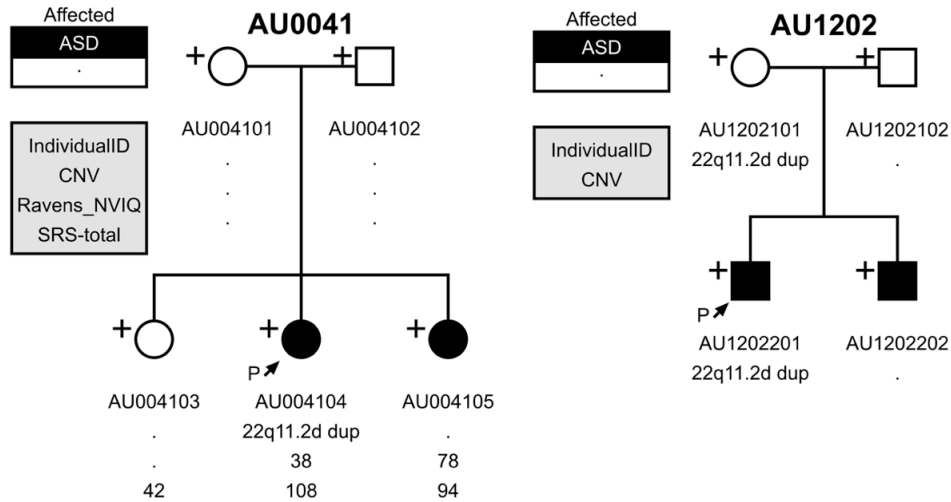 Affected
ASD
.
IndividualID
CNV
Ravens_NVIQ
SRS-total
AU0041
+ +
AU004101 AU004102
. .
. .
. .
+ + +
P
AU004103 AU004104 AU004105
. 22q11.2d dup .
. 38 78
42 108 94
Affected
ASD
.
IndividualID
CNV
AU1202
+ +
AU1202101 AU1202102
22q11.2d dup .
+ +
P
AU1202201 AU1202202
22q11.2d dup .